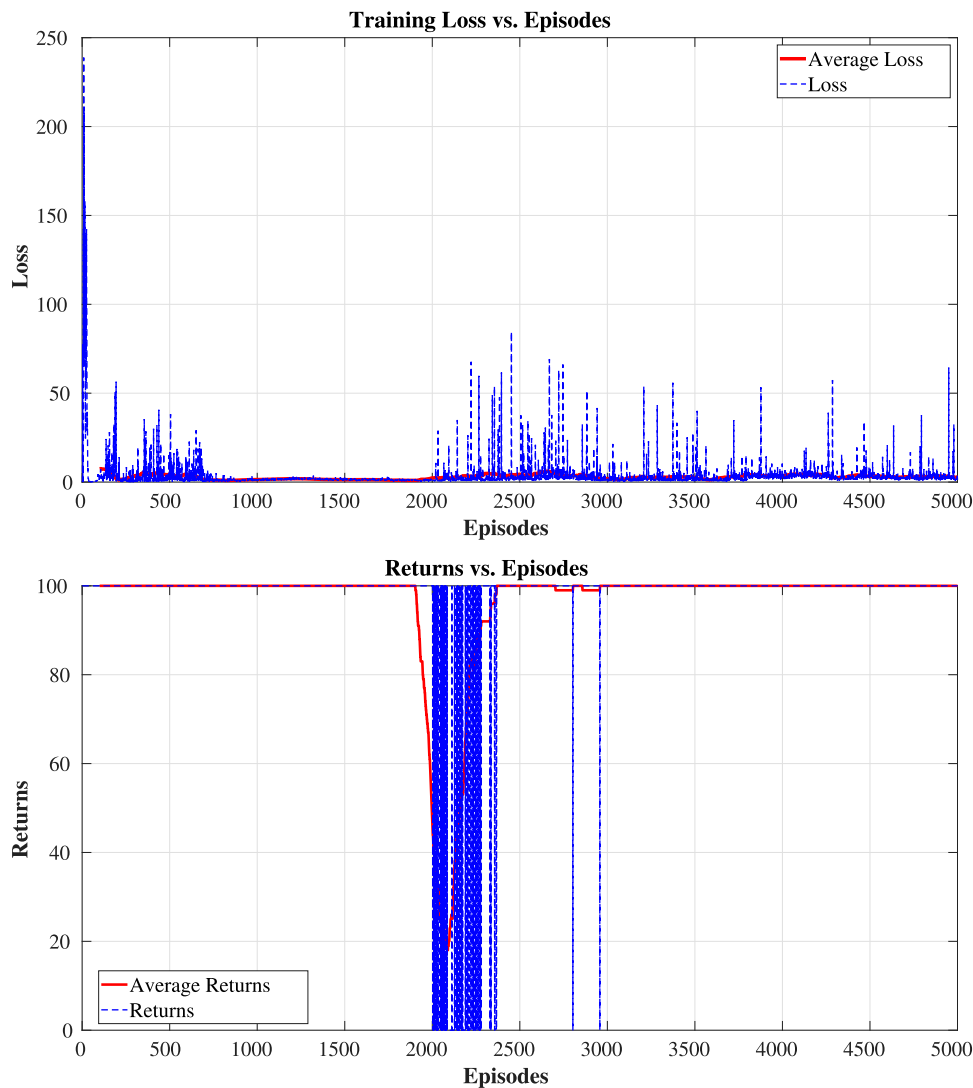 Training Loss vs. Episodes
250
200
150
100
50
0
Loss
Average Loss
Loss
0 500 1000 1500 2000 2500 3000 3500 4000 4500 5000
Episodes
Returns vs. Episodes
100
80
60
40
20
0
Returns
Average Returns
Returns
0 500 1000 1500 2000 2500 3000 3500 4000 4500 5000
Episodes